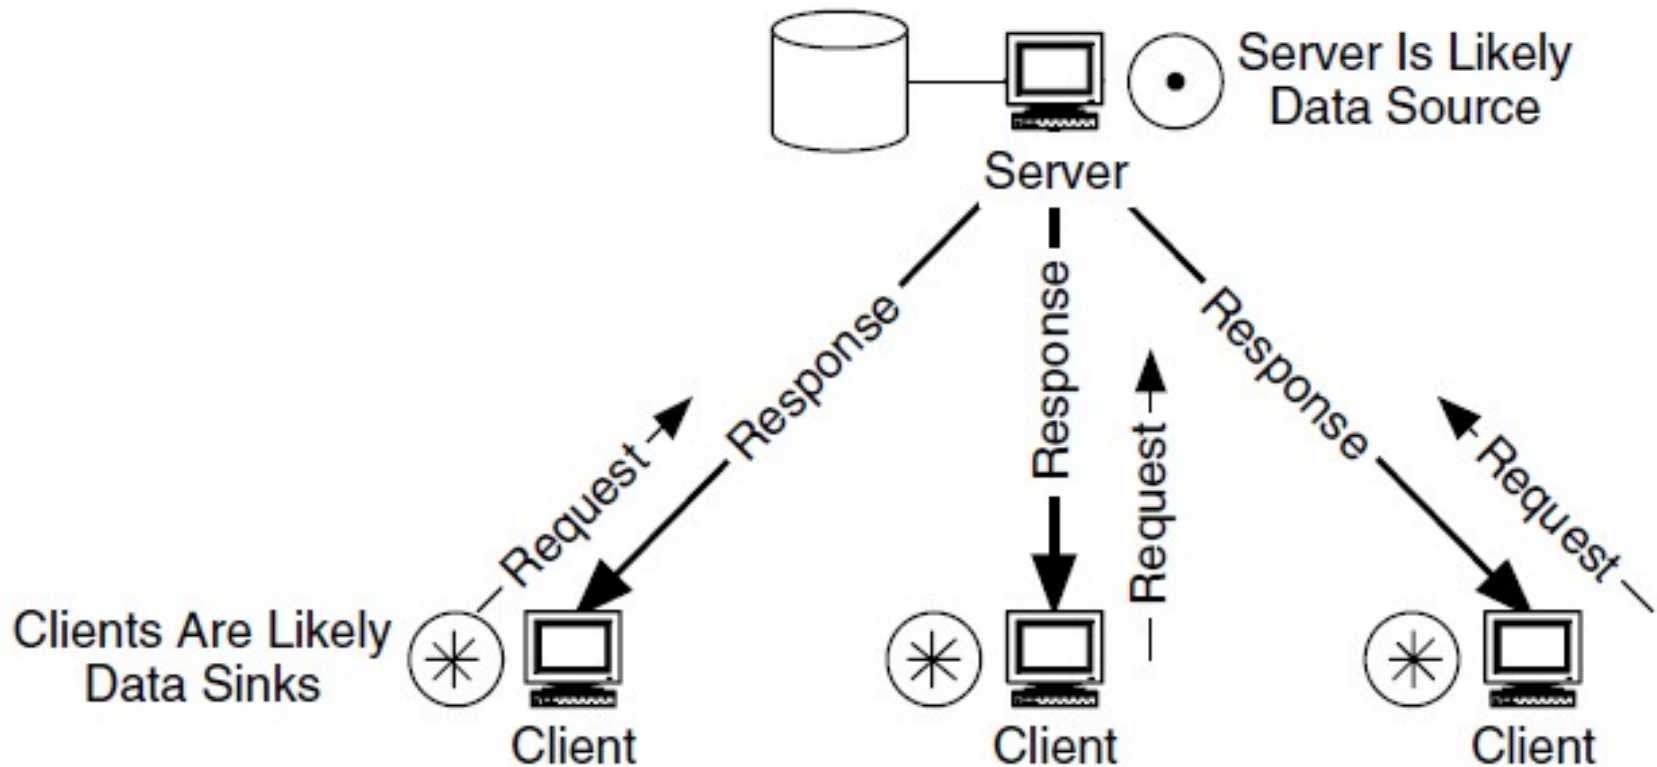 Server Is Likely
Data Source
Server
Response
Response
Response
Request
Request
Request
Clients Are Likely
Data Sinks
Client
Client
Client